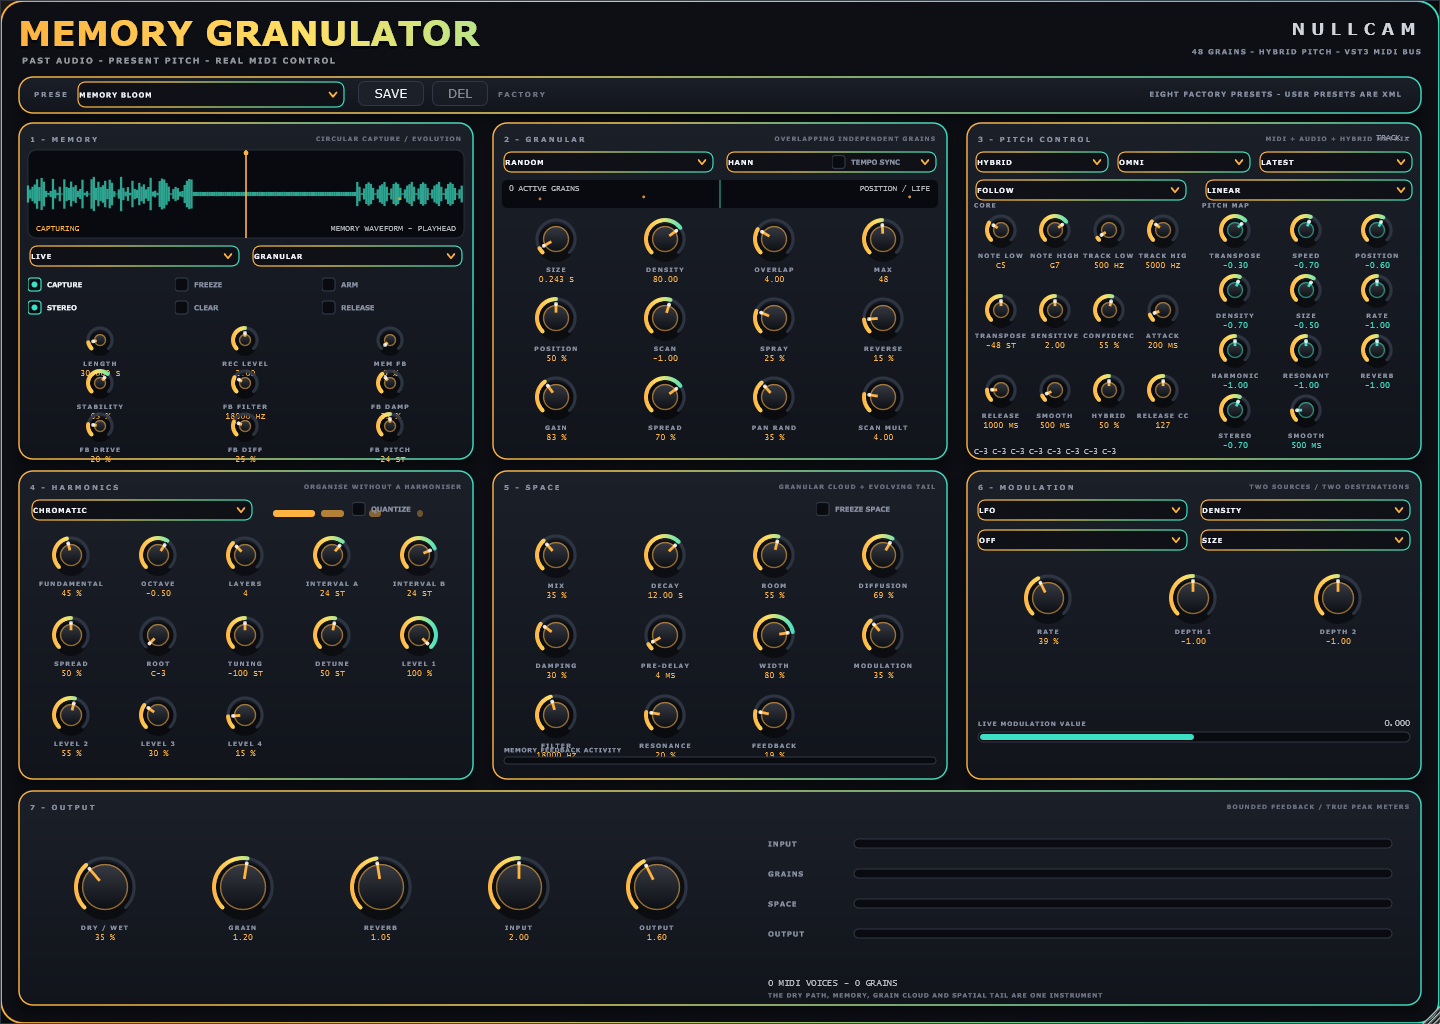 MEMORY GRANULATOR
NULLCAM
PAST AUDIO - PRESENT PITCH - REAL MIDI CONTROL
48 GRAINS - HYBRID PITCH - VST3 MIDI BUS
PRESE MEMORY BLOOM SAVE DEL FACTORY
EIGHT FACTORY PRESETS - USER PRESETS ARE XML
1 - MEMORY
CIRCULAR CAPTURE / EVOLUTION
CAPTURING
MEMORY WAVEFORM - PLAYHEAD
LIVE GRANULAR
CAPTURE FREEZE ARM
STEREO CLEAR RELEASE
LENGTH REC LEVEL MEM FB
STABILITY FB FILTER FB DAMP
18000 HZ
FB DRIVE FB DIFF FB PITCH
20 % 25 % -24 ST
2 - GRANULAR
OVERLAPPING INDEPENDENT GRAINS
RANDOM HANN TEMPO SYNC
0 ACTIVE GRAINS
POSITION / LIFE
SIZE DENSITY OVERLAP MAX
0.243 S 80.00 4.00 48
POSITION SCAN SPRAY REVERSE
50 % -1.00 25 % 15 %
GAIN SPREAD PAN RAND SCAN MULT
83 % 70 % 35 % 4.00
3 - PITCH CONTROL
MIDI + AUDIO + HYBRID
HYBRID OMNI LATEST
FOLLOW LINEAR
CORE
PITCH MAP
NOTE LOW NOTE HIGH TRACK LOW TRACK HIG
C5 G7 500 HZ 5000 HZ
TRANSPOSE SENSITIVE CONFIDENC ATTACK
-48 ST 2.00 55 % 200 MS
RELEASE SMOOTH HYBRID RELEASE CC
1000 MS 500 MS 50 % 127
C-3 C-3 C-3 C-3 C-3 C-3 C-3 C-3
TRANSPOSE SPEED POSITION
-0.30 -0.70 -0.60
DENSITY SIZE RATE
-0.70 -0.50 -1.00
HARMONIC RESONANT REVERB
-1.00 -1.00 -1.00
STEREO SMOOTH
-0.70 500 MS
4 - HARMONICS
ORGANISE WITHOUT A HARMONISER
CHROMATIC QUANTIZE
FUNDAMENTAL OCTAVE LAYERS INTERVAL A INTERVAL B
45 % -0.50 4 24 ST 24 ST
SPREAD ROOT TUNING DETUNE LEVEL 1
50 % C-3 -100 ST 50 ST 100 %
LEVEL 2 LEVEL 3 LEVEL 4
55 % 30 % 15 %
5 - SPACE
GRANULAR CLOUD + EVOLVING TAIL
FREEZE SPACE
MIX DECAY ROOM DIFFUSION
35 % 12.00 S 55 % 69 %
DAMPING PRE-DELAY WIDTH MODULATION
30 % 4 MS 80 % 35 %
FILTER RESONANCE FEEDBACK
MEMORY FEEDBACK ACTIVITY
18000 HZ 20 % 19 %
6 - MODULATION
TWO SOURCES / TWO DESTINATIONS
LFO DENSITY
OFF SIZE
RATE DEPTH 1 DEPTH 2
39 % -1.00 -1.00
LIVE MODULATION VALUE
0.000
7 - OUTPUT
BOUNDED FEEDBACK / TRUE PEAK METERS
DRY / WET GRAIN REVERB INPUT OUTPUT
35 % 1.20 1.05 2.00 1.60
INPUT
GRAINS
SPACE
OUTPUT
0 MIDI VOICES - 0 GRAINS
THE DRY PATH, MEMORY, GRAIN CLOUD AND SPATIAL TAIL ARE ONE INSTRUMENT